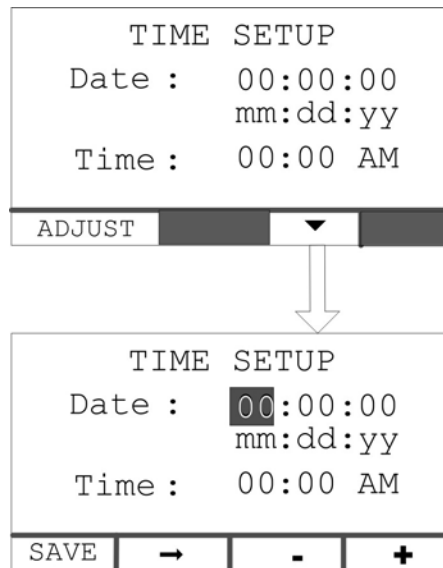 TIME SETUP
Date : 00:00:00
mm:dd:yy
Time : 00:00 AM
ADJUST ▼
TIME SETUP
Date : 00:00:00
mm:dd:yy
Time : 00:00 AM
SAVE → - +